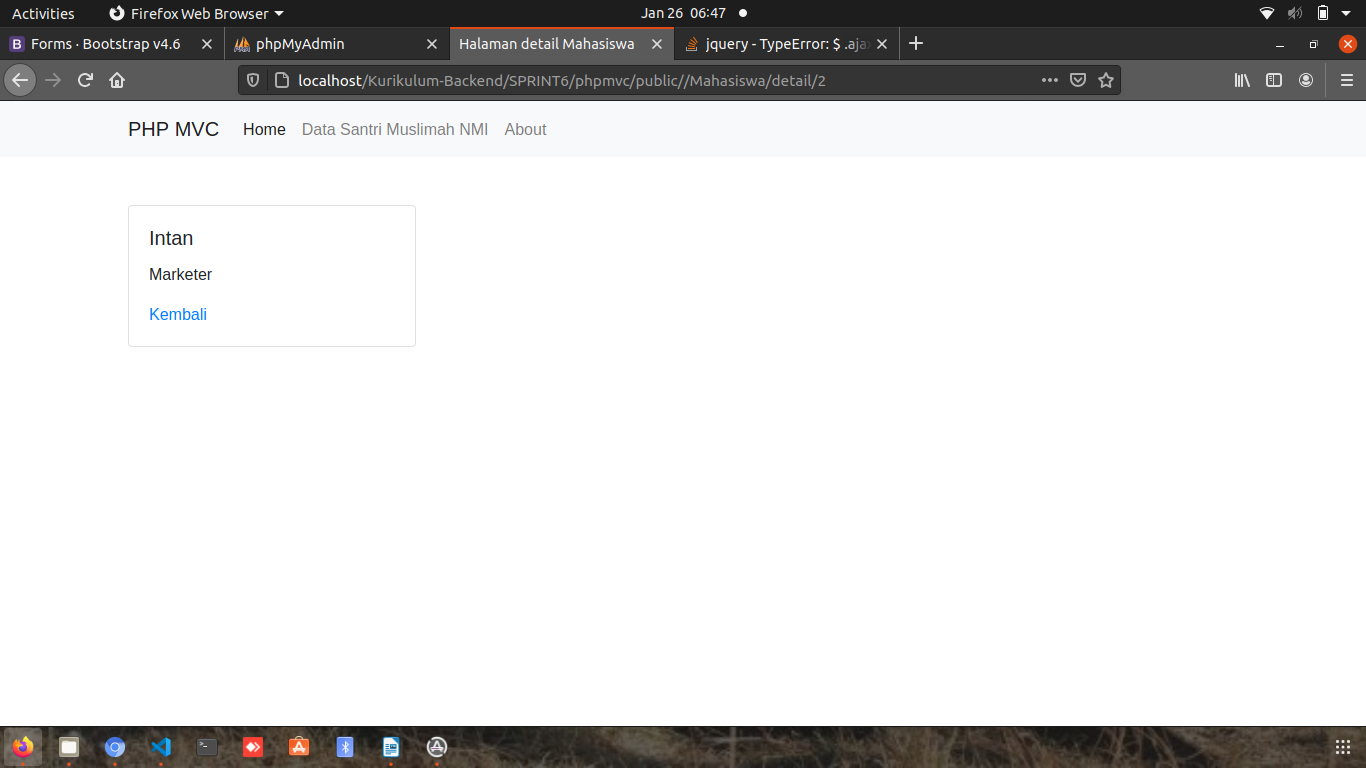 Activities Firefox Web Browser Jan 26 06:47
Forms · Bootstrap v4.6 phpMyAdmin Halaman detail Mahasiswa jquery - TypeError: $ .aja
localhost/Kurikulum-Backend/SPRINT6/phpmvc/public//Mahasiswa/detail/2
PHP MVC Home Data Santri Muslimah NMI About
Intan
Marketer
Kembali